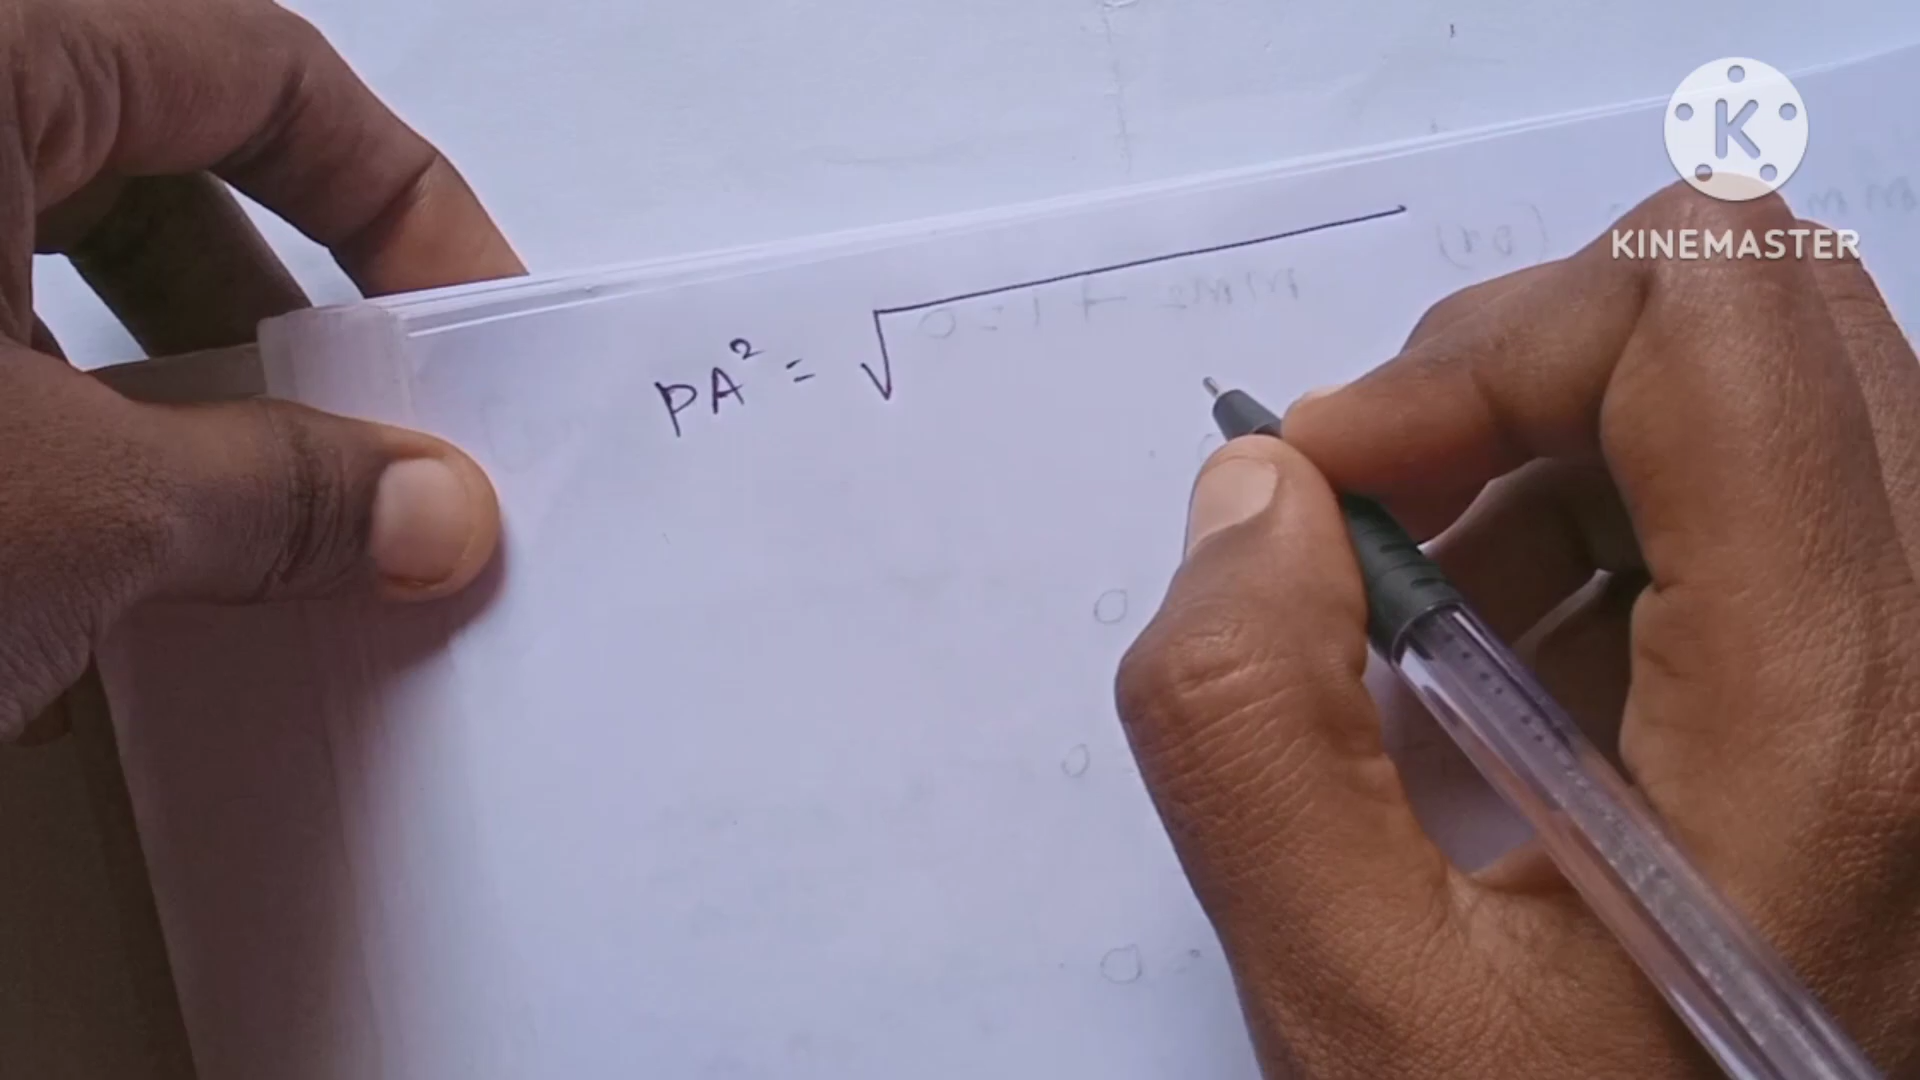 PA² = √
K
KINEMASTER